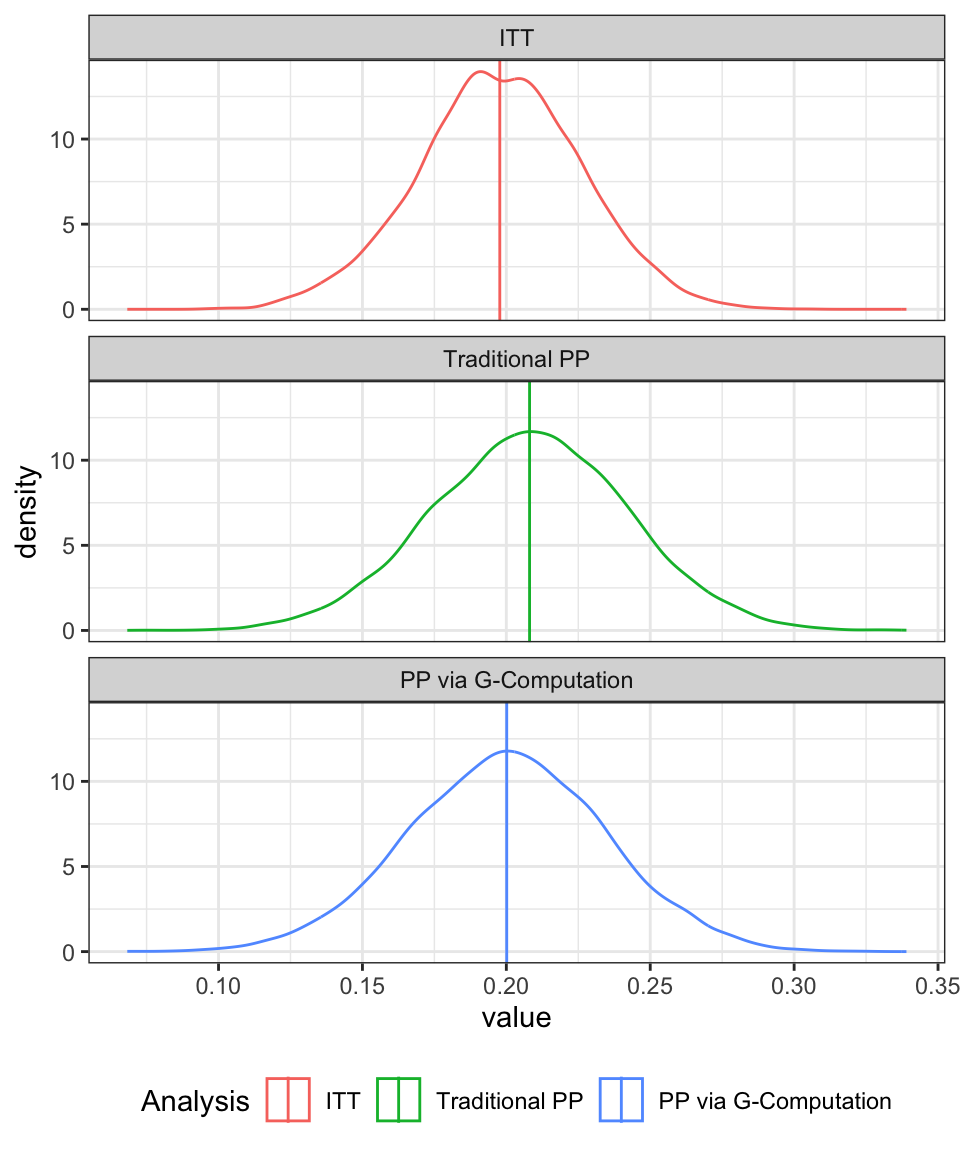 ITT
10
5
0
Traditional PP
10
5
0
PP via G-Computation
10
5
0
density
0.10 0.15 0.20 0.25 0.30 0.35
value
Analysis ITT Traditional PP PP via G-Computation